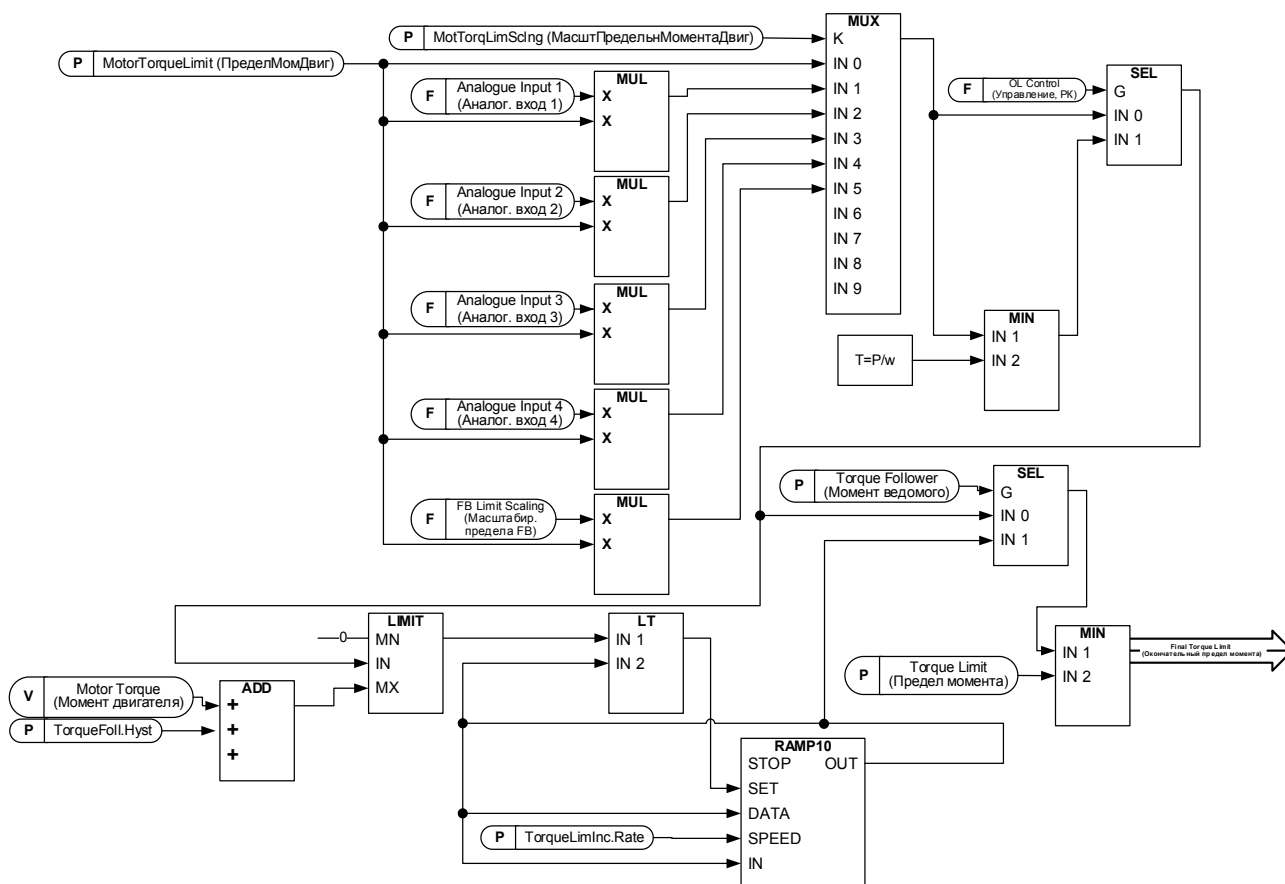 P MotTorqLimSclng (МасштПредельнМоментаДвиг)
P MotorTorqueLimit (ПределМомДвиг)
MUX
K
IN 0
IN 1
IN 2
IN 3
IN 4
IN 5
IN 6
IN 7
IN 8
IN 9
F Analogue Input 1
(Аналог. вход 1)
MUL
X
X
F Analogue Input 2
(Аналог. вход 2)
MUL
X
X
F Analogue Input 3
(Аналог. вход 3)
MUL
X
X
F Analogue Input 4
(Аналог. вход 4)
MUL
X
X
F FB Limit Scaling
(Масштабир.
предела FB)
MUL
X
X
F OL Control
(Управление, РК)
SEL
G
IN 0
IN 1
T=P/w
MIN
IN 1
IN 2
P Torque Follower
(Момент ведомого)
SEL
G
IN 0
IN 1
P Torque Limit
(Предел момента)
MIN
IN 1
IN 2
Final Torque Limit
(Окончательный предел момента)
V Motor Torque
(Момент двигателя)
P TorqueFoll.Hyst
ADD
+
+
+
0
LIMIT
MN
IN
MX
LT
IN 1
IN 2
P TorqueLimInc.Rate
RAMP10
STOP OUT
SET
DATA
SPEED
IN